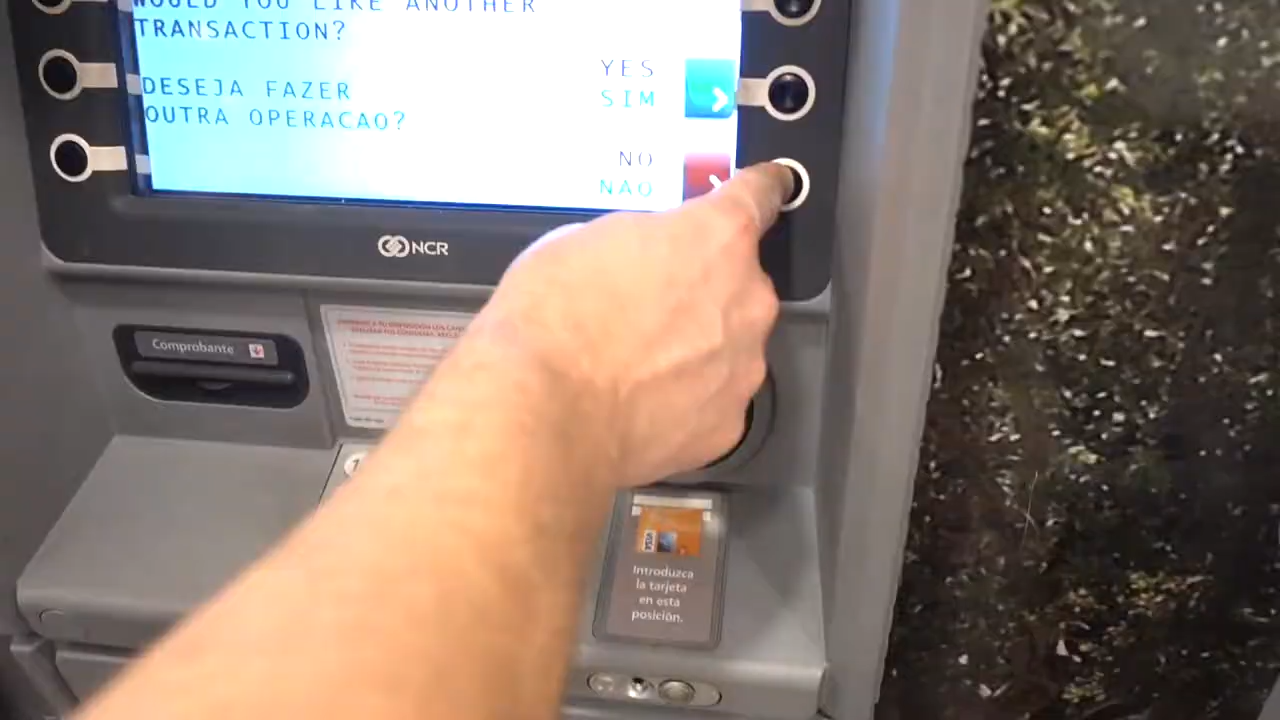 WOULD YOU LIKE ANOTHER
TRANSACTION?
YES
DESEJA FAZER
SIM
OUTRA OPERACAO?
NO
NAO
NCR
Comprobante
VISA
Introduzca
la tarjeta
en esta
posición.